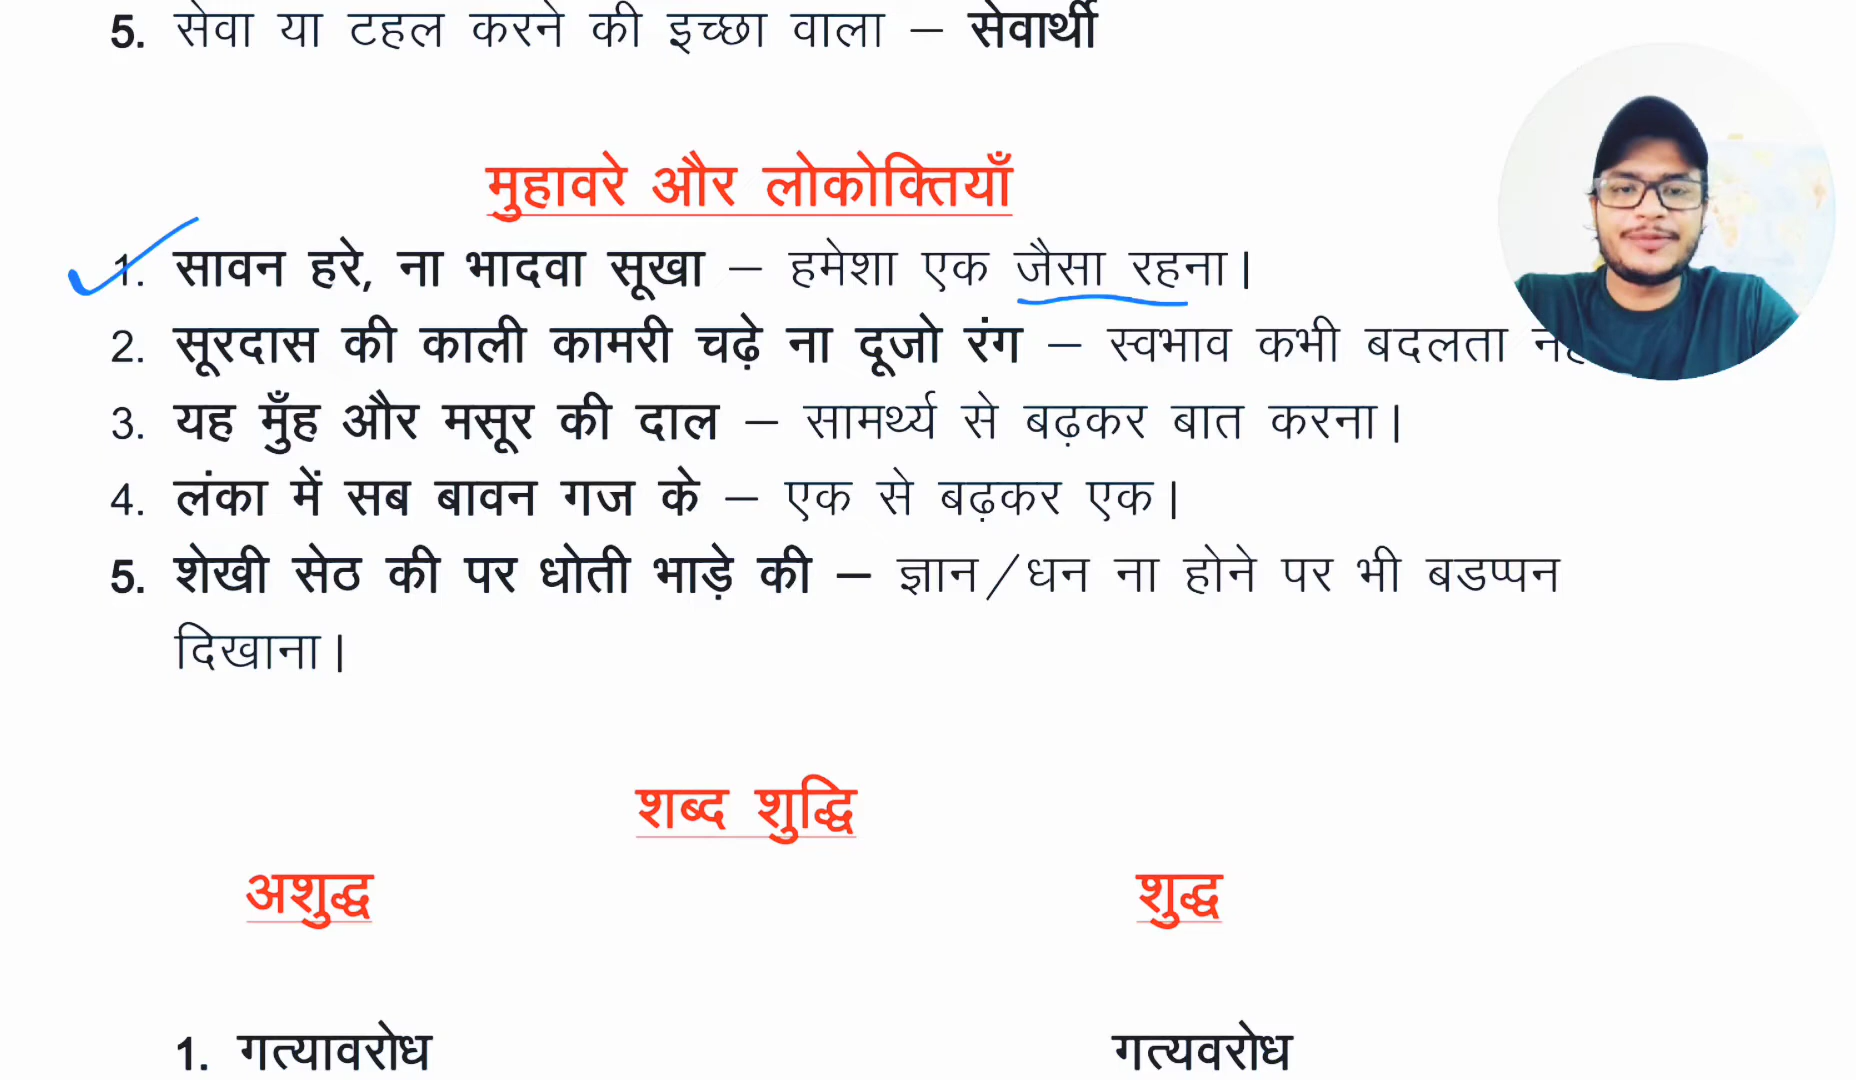 5. सेवा या टहल करने की इच्छा वाला – सेवार्थी
मुहावरे और लोकोक्तियाँ
1. सावन हरे, ना भादवा सूखा – हमेशा एक जैसा रहना।
2. सूरदास की काली कामरी चढ़े ना दूजो रंग – स्वभाव कभी बदलता
3. यह मुँह और मसूर की दाल – सामर्थ्य से बढ़कर बात करना।
4. लंका में सब बावन गज के – एक से बढ़कर एक।
5. शेखी सेठ की पर धोती भाड़े की – ज्ञान/धन ना होने पर भी बडप्पन
दिखाना।
शब्द शुद्धि
अशुद्ध शुद्ध
1. गत्यावरोध गत्यवरोध